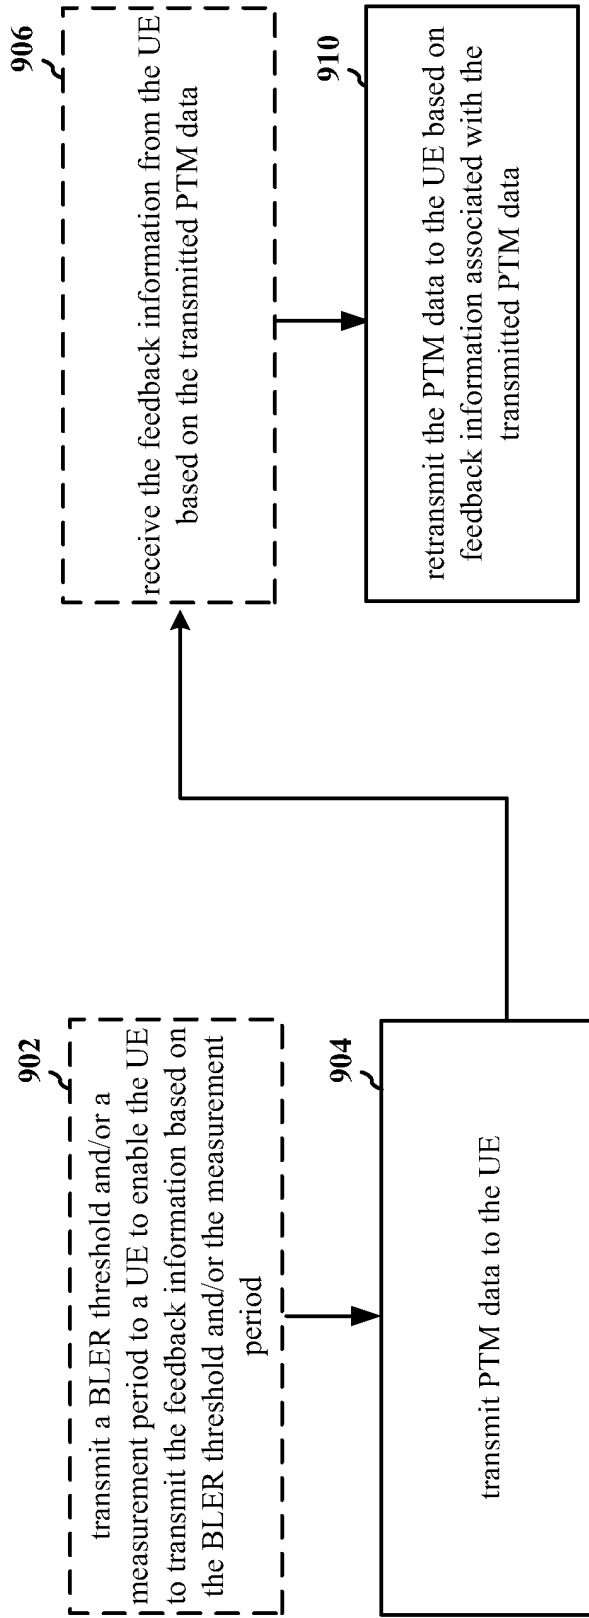 902
transmit a BLER threshold and/or a
measurement period to a UE to enable the UE
to transmit the feedback information based on
the BLER threshold and/or the measurement
period
904
transmit PTM data to the UE
906
receive the feedback information from the UE
based on the transmitted PTM data
910
retransmit the PTM data to the UE based on
feedback information associated with the
transmitted PTM data